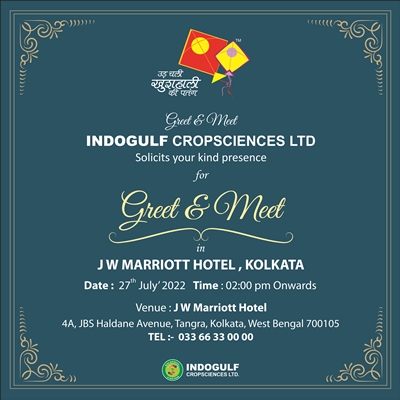 TM
उड़ चली
खुशहाली
की पतंग
Greet & Meet
INDOGULF CROPSCIENCES LTD
Solicits your kind presence
for
Greet & Meet
in
J W MARRIOTT HOTEL , KOLKATA
Date : 27th July' 2022 Time : 02:00 pm Onwards
Venue : J W Marriott Hotel
4A, JBS Haldane Avenue, Tangra, Kolkata, West Bengal 700105
TEL :- 033 66 33 00 00
INDOGULF
CROPSCIENCES LTD.